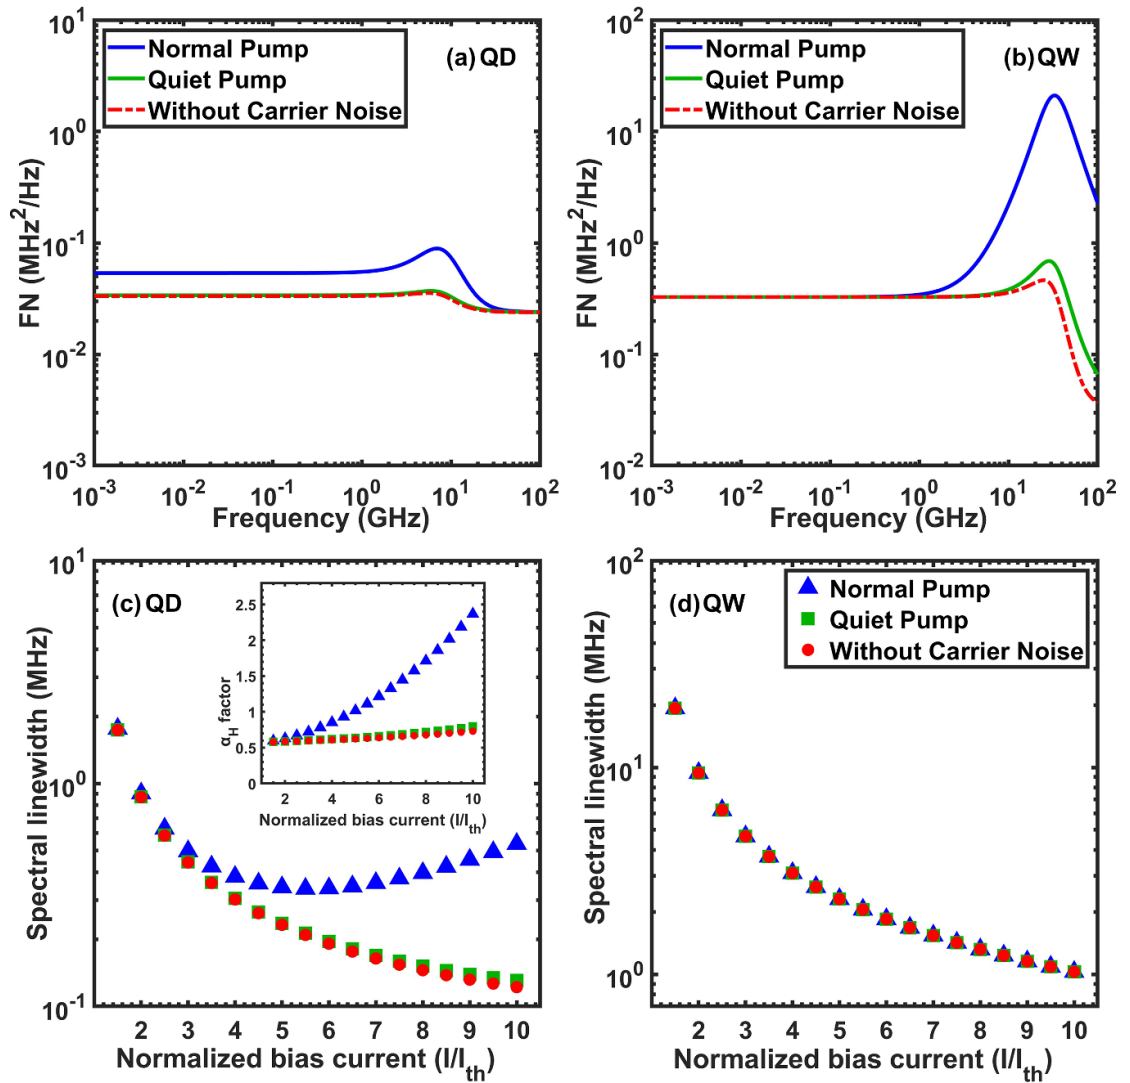 (a) QD
Normal Pump
Quiet Pump
Without Carrier Noise
10^1
10^0
10^-1
10^-2
10^-3
FN (MHz^2/Hz)
10^-3 10^-2 10^-1 10^0 10^1 10^2
Frequency (GHz)
(b) QW
Normal Pump
Quiet Pump
Without Carrier Noise
10^2
10^1
10^0
10^-1
10^-2
FN (MHz^2/Hz)
10^-3 10^-2 10^-1 10^0 10^1 10^2
Frequency (GHz)
(c) QD
10^1
10^0
10^-1
Spectral linewidth (MHz)
2 3 4 5 6 7 8 9 10
Normalized bias current (I/I_th)
2.5
2
1.5
1
0.5
0
α_H factor
2 4 6 8 10
Normalized bias current (I/I_th)
(d) QW
Normal Pump
Quiet Pump
Without Carrier Noise
10^2
10^1
10^0
Spectral linewidth (MHz)
2 3 4 5 6 7 8 9 10
Normalized bias current (I/I_th)